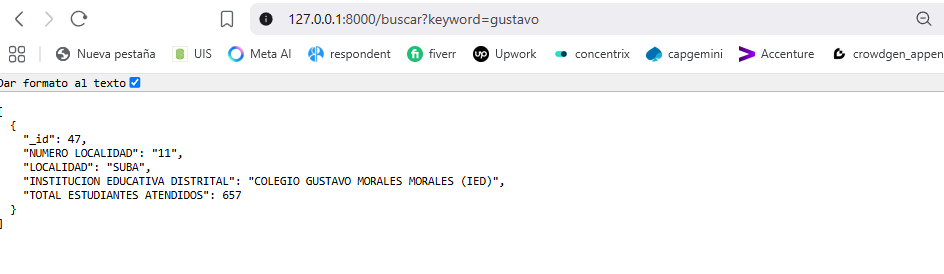 127.0.0.1:8000/buscar?keyword=gustavo
Nueva pestaña UIS Meta AI respondent fiverr Upwork concentrix capgemini Accenture crowdgen_appen
Dar formato al texto
[
{
"_id": 47,
"NUMERO LOCALIDAD": "11",
"LOCALIDAD": "SUBA",
"INSTITUCION EDUCATIVA DISTRITAL": "COLEGIO GUSTAVO MORALES MORALES (IED)",
"TOTAL ESTUDIANTES ATENDIDOS": 657
}
]